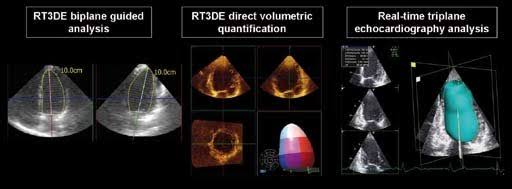 RT3DE biplane guided
analysis
RT3DE direct volumetric
quantification
Real-time triplane
echocardiography analysis
10.0cm
10.0cm